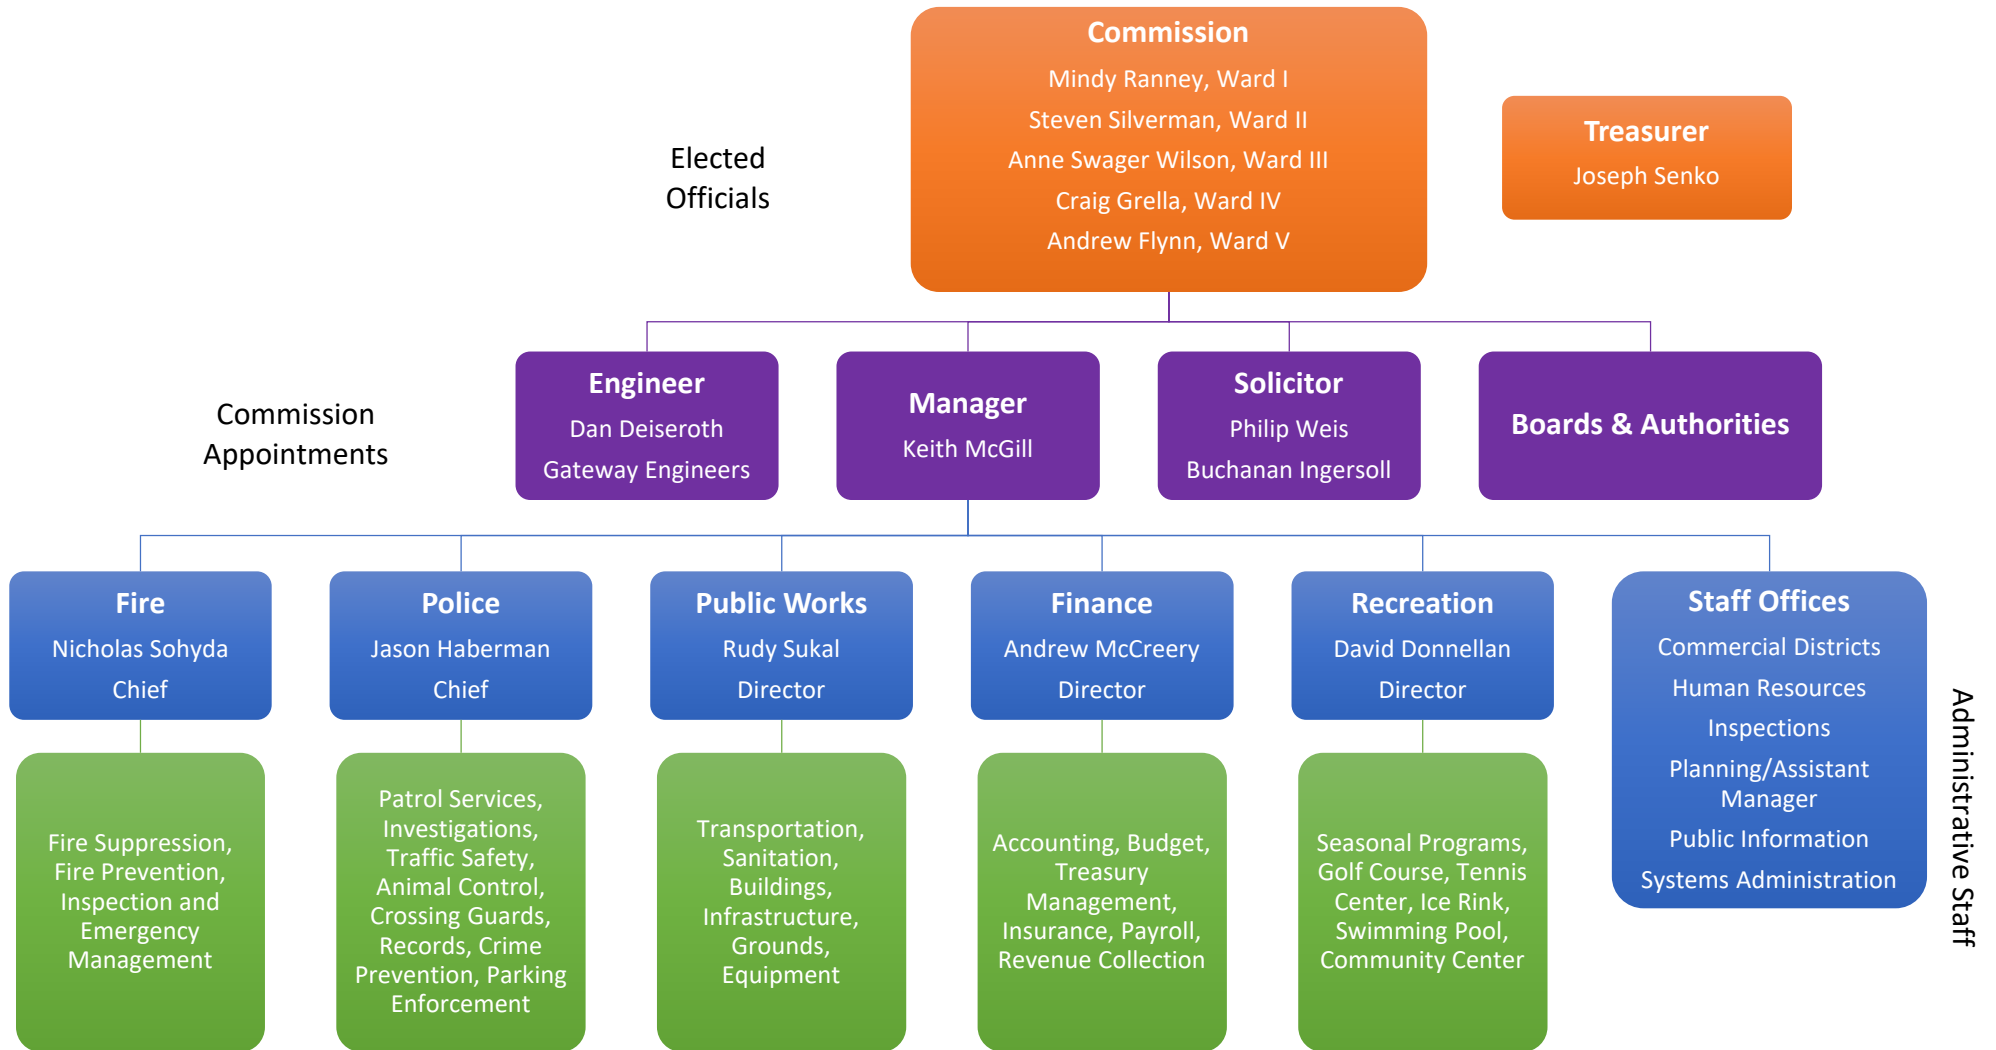 Commission
Mindy Ranney, Ward I
Steven Silverman, Ward II
Anne Swager Wilson, Ward III
Craig Grella, Ward IV
Andrew Flynn, Ward V
Treasurer
Joseph Senko
Elected
Officials
Commission
Appointments
Engineer
Dan Deiseroth
Gateway Engineers
Manager
Keith McGill
Solicitor
Philip Weis
Buchanan Ingersoll
Boards & Authorities
Fire
Nicholas Sohyda
Chief
Police
Jason Haberman
Chief
Public Works
Rudy Sukal
Director
Finance
Andrew McCreery
Director
Recreation
David Donnellan
Director
Staff Offices
Commercial Districts
Human Resources
Inspections
Planning/Assistant
Manager
Public Information
Systems Administration
Administrative Staff
Fire Suppression,
Fire Prevention,
Inspection and
Emergency
Management
Patrol Services,
Investigations,
Traffic Safety,
Animal Control,
Crossing Guards,
Records, Crime
Prevention, Parking
Enforcement
Transportation,
Sanitation,
Buildings,
Infrastructure,
Grounds,
Equipment
Accounting, Budget,
Treasury
Management,
Insurance, Payroll,
Revenue Collection
Seasonal Programs,
Golf Course, Tennis
Center, Ice Rink,
Swimming Pool,
Community Center